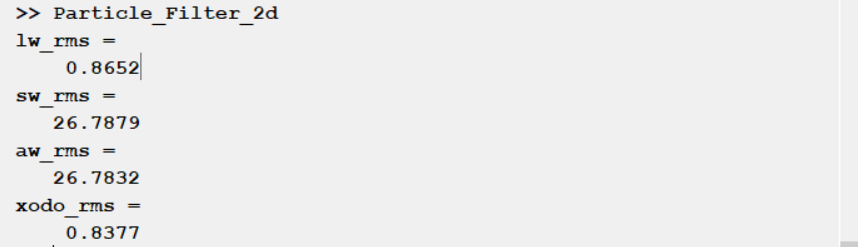 >> Particle_Filter_2d
lw_rms =
0.8652
sw_rms =
26.7879
aw_rms =
26.7832
xodo_rms =
0.8377